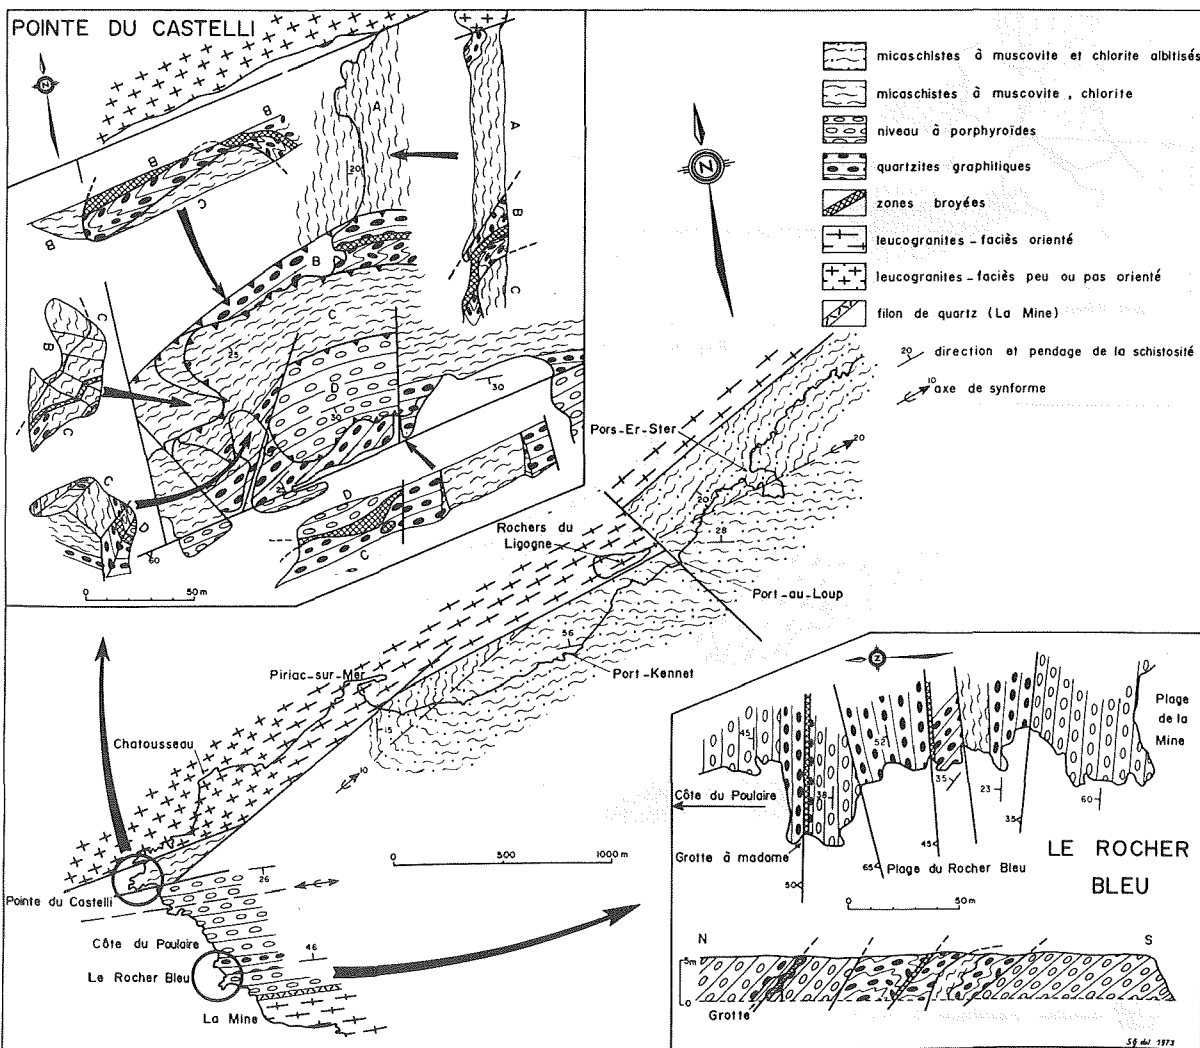 POINTE DU CASTELLI
N
A
B
C
B
B
20
A
B
C
B
C
25
D
30
30
C
C
B
C
C
D
60
25
D
C
0 50m
micaschistes à muscovite et chlorite albitisés
micaschistes à muscovite , chlorite
niveau à porphyroïdes
quartzites graphitiques
zones broyées
leucogranites - faciès orienté
leucogranites - faciès peu ou pas orienté
filon de quartz (La Mine)
20 direction et pendage de la schistosité
10 axe de synforme
N
Pors-Er-Ster
20
20
28
Rochers du
Ligogne
Port-au-Loup
56
Port-Kennet
Piriac-sur-Mer
15
10
Chatousseau
0 500 1000m
26
Pointe du Castelli
Côte du Poulaire
46
Le Rocher Bleu
La Mine
N
Plage
de la
Mine
45
52
38
35
23
60
35
45
65
50
Côte du Poulaire
Grotte à madame
Plage du Rocher Bleu
LE ROCHER
BLEU
0 50m
N S
5m
0
Grotte
SG del 1973